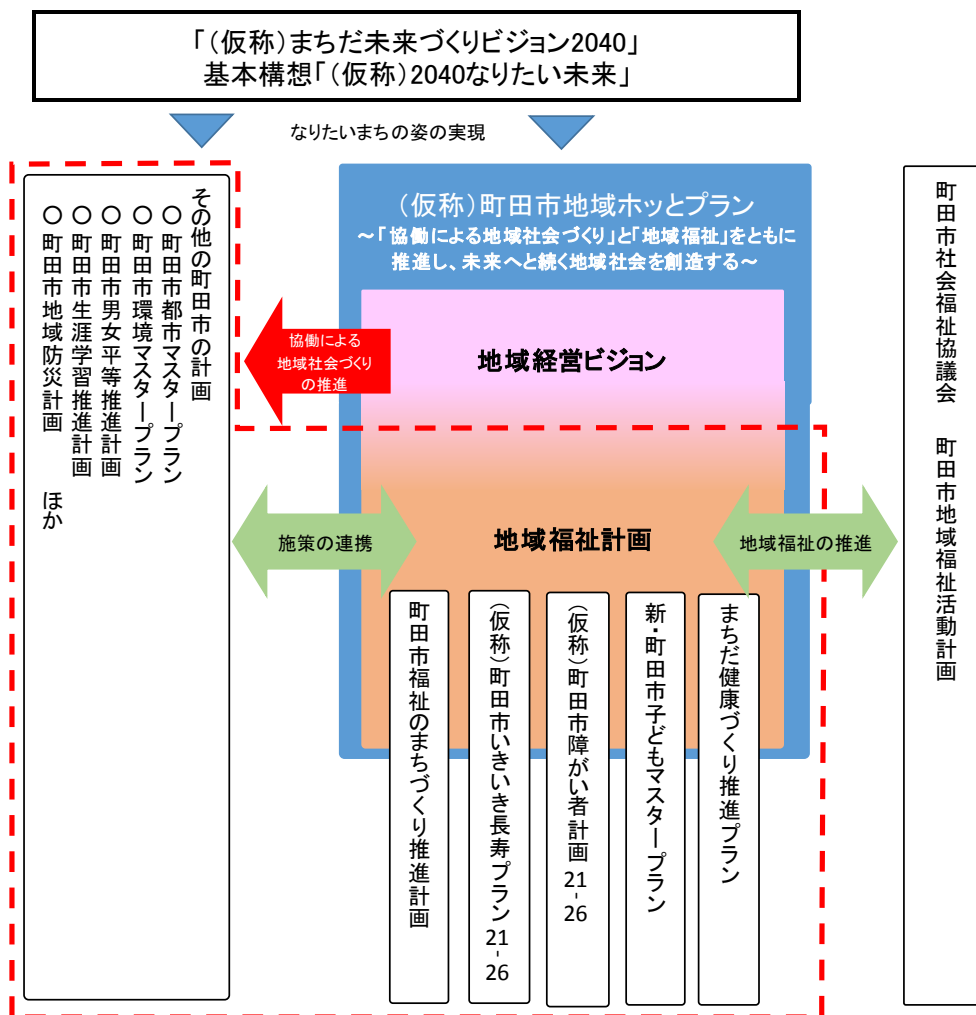 「(仮称)まちだ未来づくりビジョン2040」
基本構想「(仮称)2040なりたい未来」
なりたいまちの姿の実現
その他の町田市の計画
○ 町田市都市マスタープラン
○ 町田市環境マスタープラン
○ 町田市男女平等推進計画
○ 町田市生涯学習推進計画
○ 町田市地域防災計画 ほか
(仮称)町田市地域ホッとプラン
~「協働による地域社会づくり」と「地域福祉」をともに
推進し、未来へと続く地域社会を創造する~
協働による
地域社会づくり
の推進
地域経営ビジョン
施策の連携
地域福祉計画
地域福祉の推進
町田市福祉のまちづくり推進計画
(仮称)町田市いきいき長寿プラン21-26
(仮称)町田市障がい者計画21-26
新・町田市子どもマスタープラン
まちだ健康づくり推進プラン
町田市社会福祉協議会 町田市地域福祉活動計画